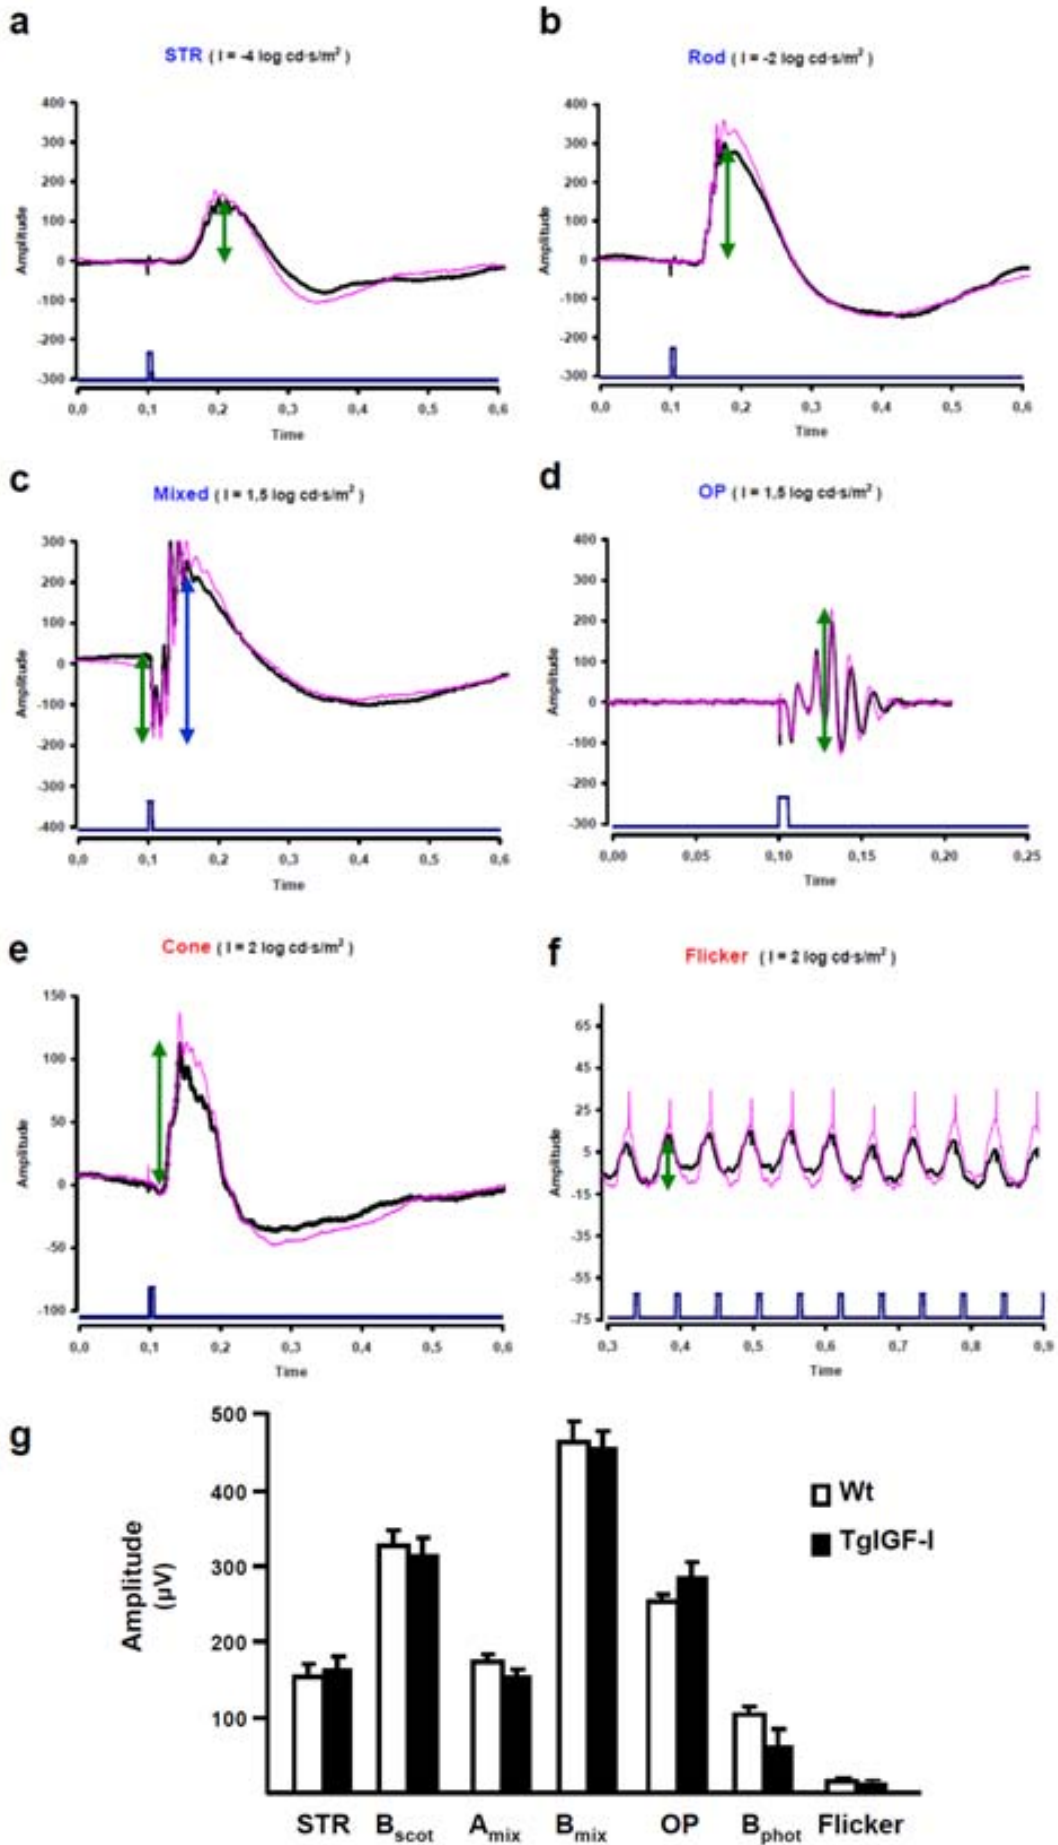 a
STR ( I = -4 log cd·s/m² )
400
300
200
100
0
-100
-200
-300
Amplitude
0,0 0,1 0,2 0,3 0,4 0,5 0,6
Time
b
Rod ( I = -2 log cd·s/m² )
400
300
200
100
0
-100
-200
-300
Amplitude
0,0 0,1 0,2 0,3 0,4 0,5 0,6
Time
c
Mixed ( I = 1,5 log cd·s/m² )
300
200
100
0
-100
-200
-300
-400
Amplitude
0,0 0,1 0,2 0,3 0,4 0,5 0,6
Time
d
OP ( I = 1,5 log cd·s/m² )
400
300
200
100
0
-100
-200
-300
Amplitude
0,00 0,05 0,10 0,15 0,20 0,25
Time
e
Cone ( I = 2 log cd·s/m² )
150
100
50
0
-50
-100
Amplitude
0,0 0,1 0,2 0,3 0,4 0,5 0,6
Time
f
Flicker ( I = 2 log cd·s/m² )
65
45
25
5
-15
-35
-55
-75
Amplitude
0,3 0,4 0,5 0,6 0,7 0,8 0,9
Time
g
500
400
300
200
100
Amplitude
(µV)
Wt
TgIGF-I
STR B_scot A_mix B_mix OP B_phot Flicker